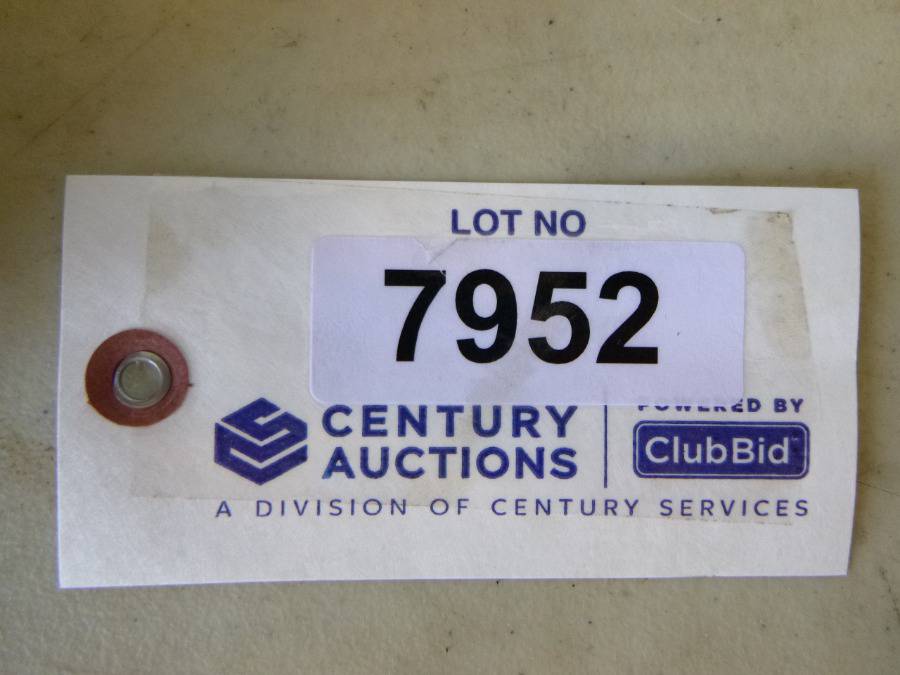 LOT NO
7952
CENTURY
AUCTIONS
POWERED BY
ClubBid
A DIVISION OF CENTURY SERVICES